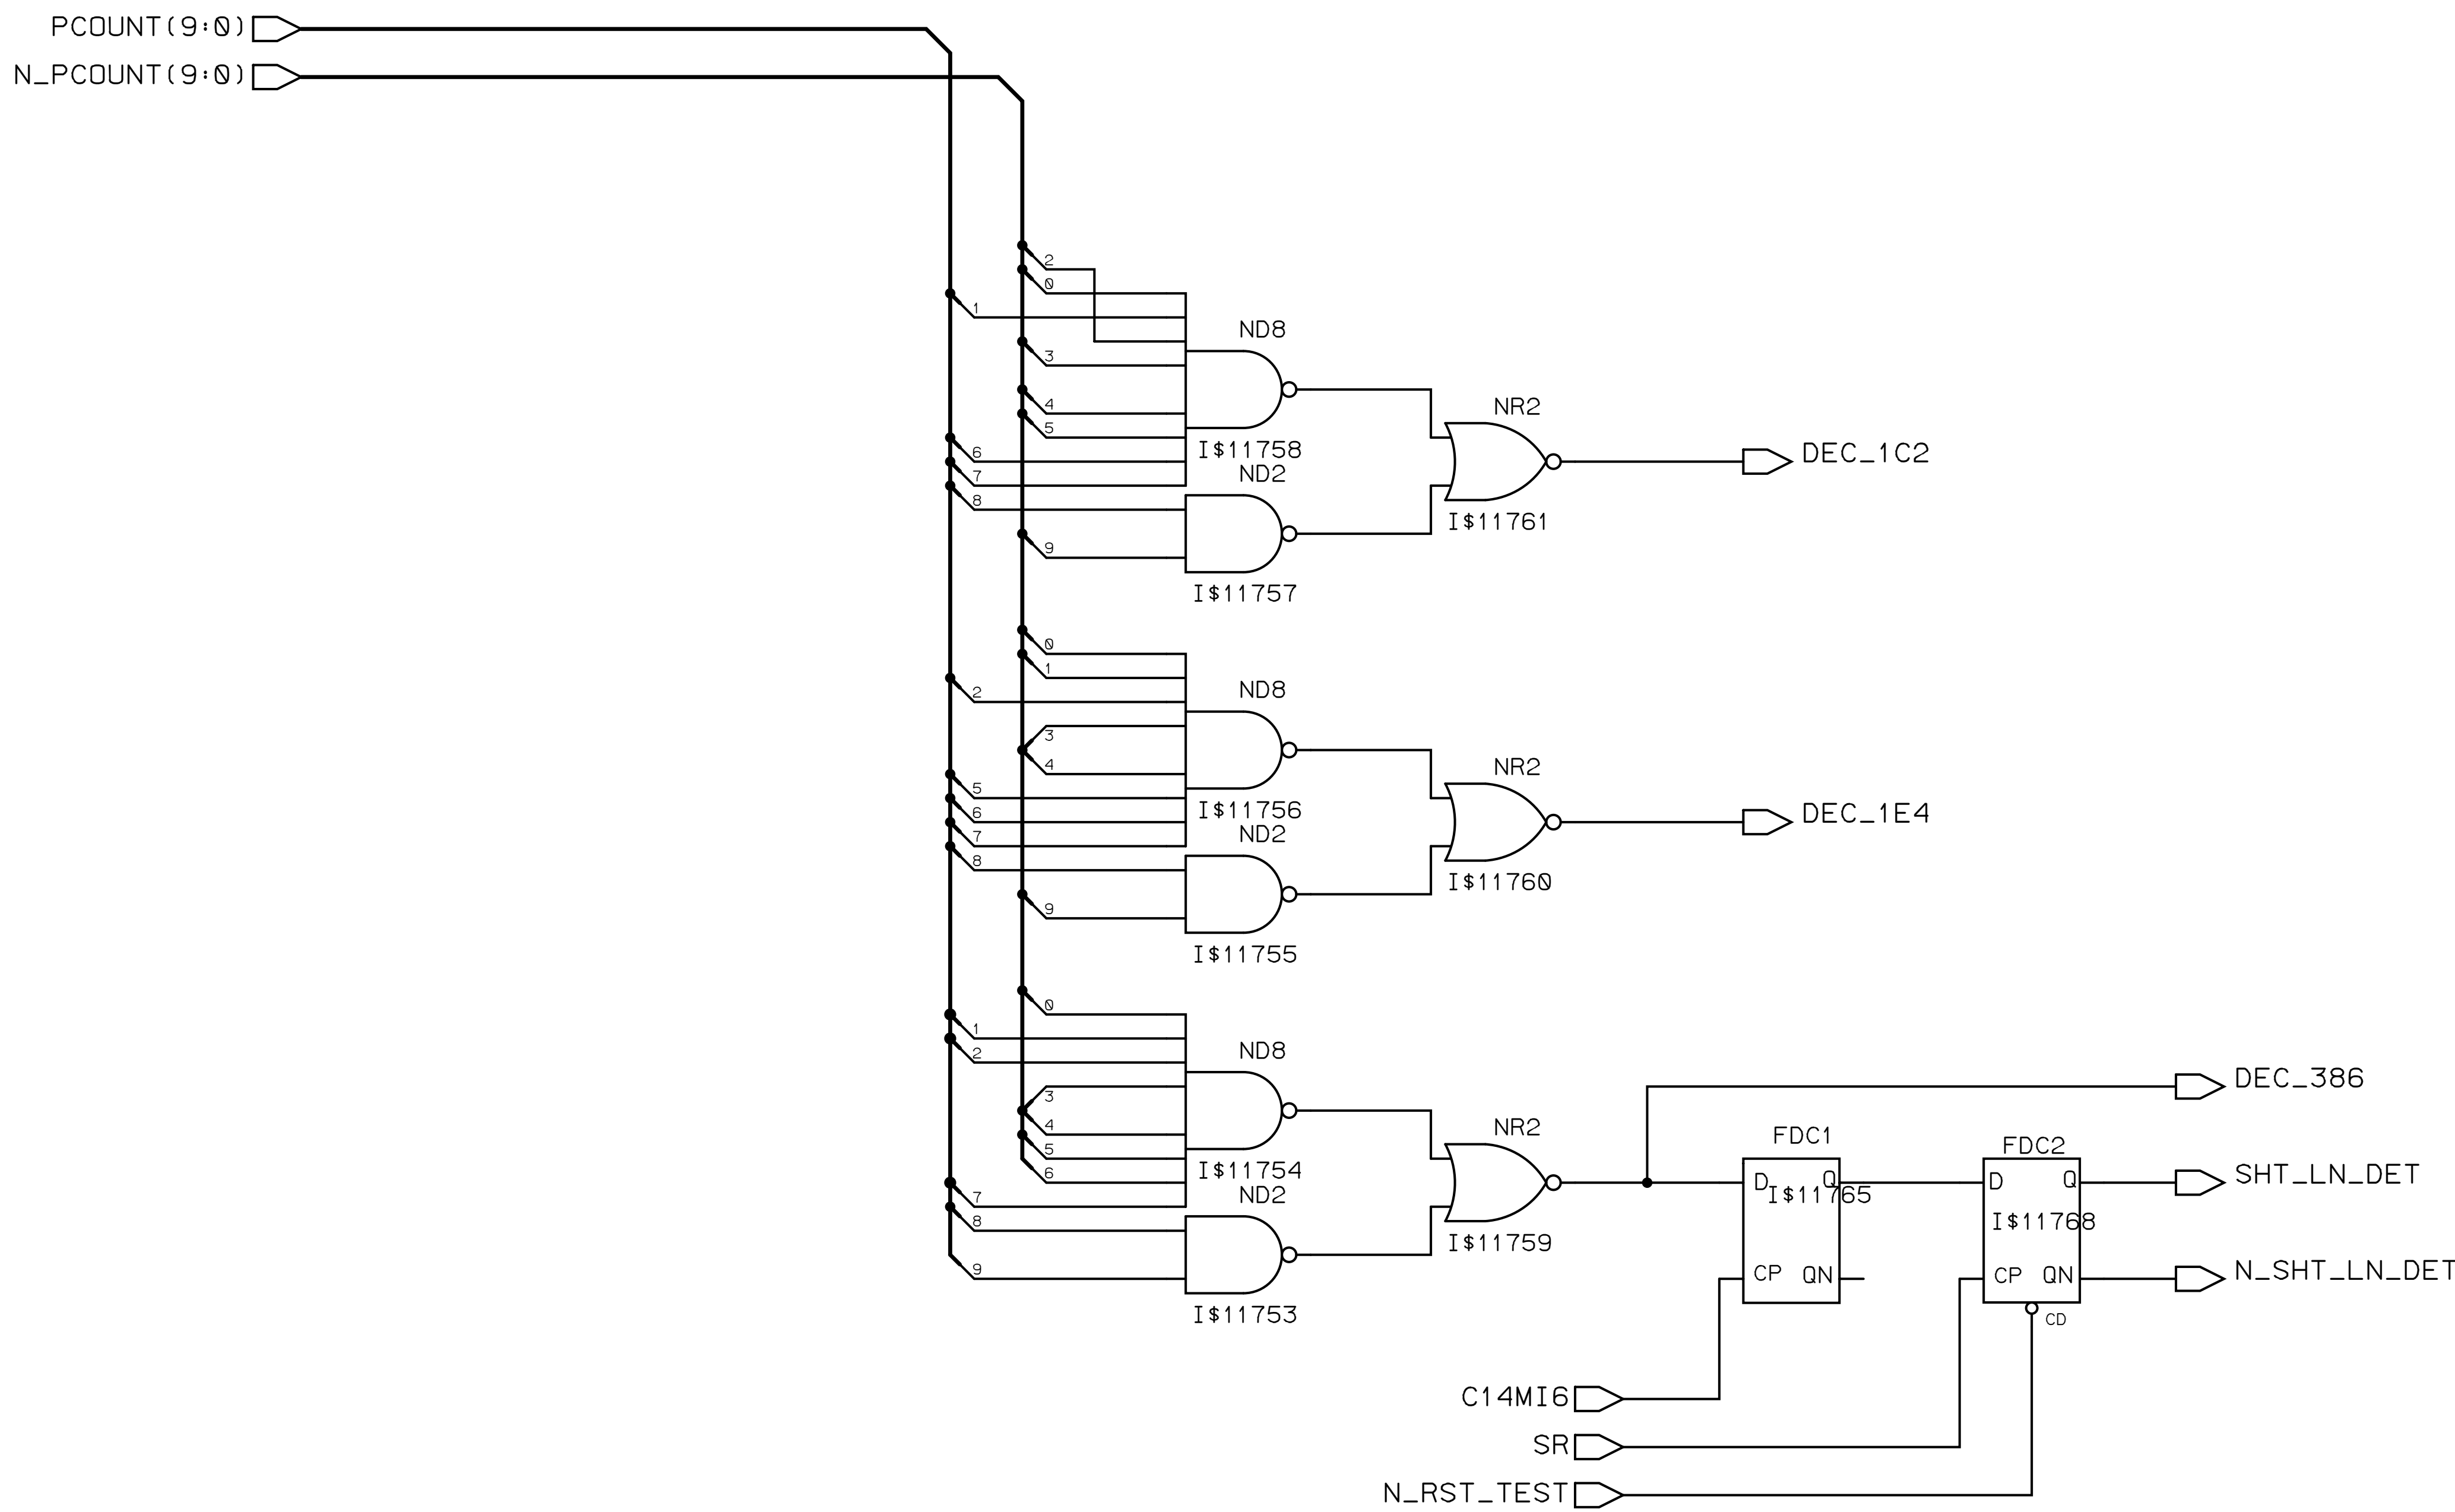 PCOUNT(9:0)
N_PCOUNT(9:0)
2
0
1
ND8
3
4
5
6
7
8
I$11758
ND2
NR2
DEC_1C2
9
I$11761
I$11757
0
1
2
ND8
3
4
5
6
7
8
I$11756
ND2
NR2
DEC_1E4
9
I$11760
I$11755
0
1
2
ND8
3
4
5
6
7
8
I$11754
ND2
NR2
9
I$11759
I$11753
DEC_386
FDC1
FDC2
D
Q
I$11765
CP
QN
D
Q
I$11768
CP
QN
CD
SHT_LN_DET
N_SHT_LN_DET
C14MI6
SR
N_RST_TEST